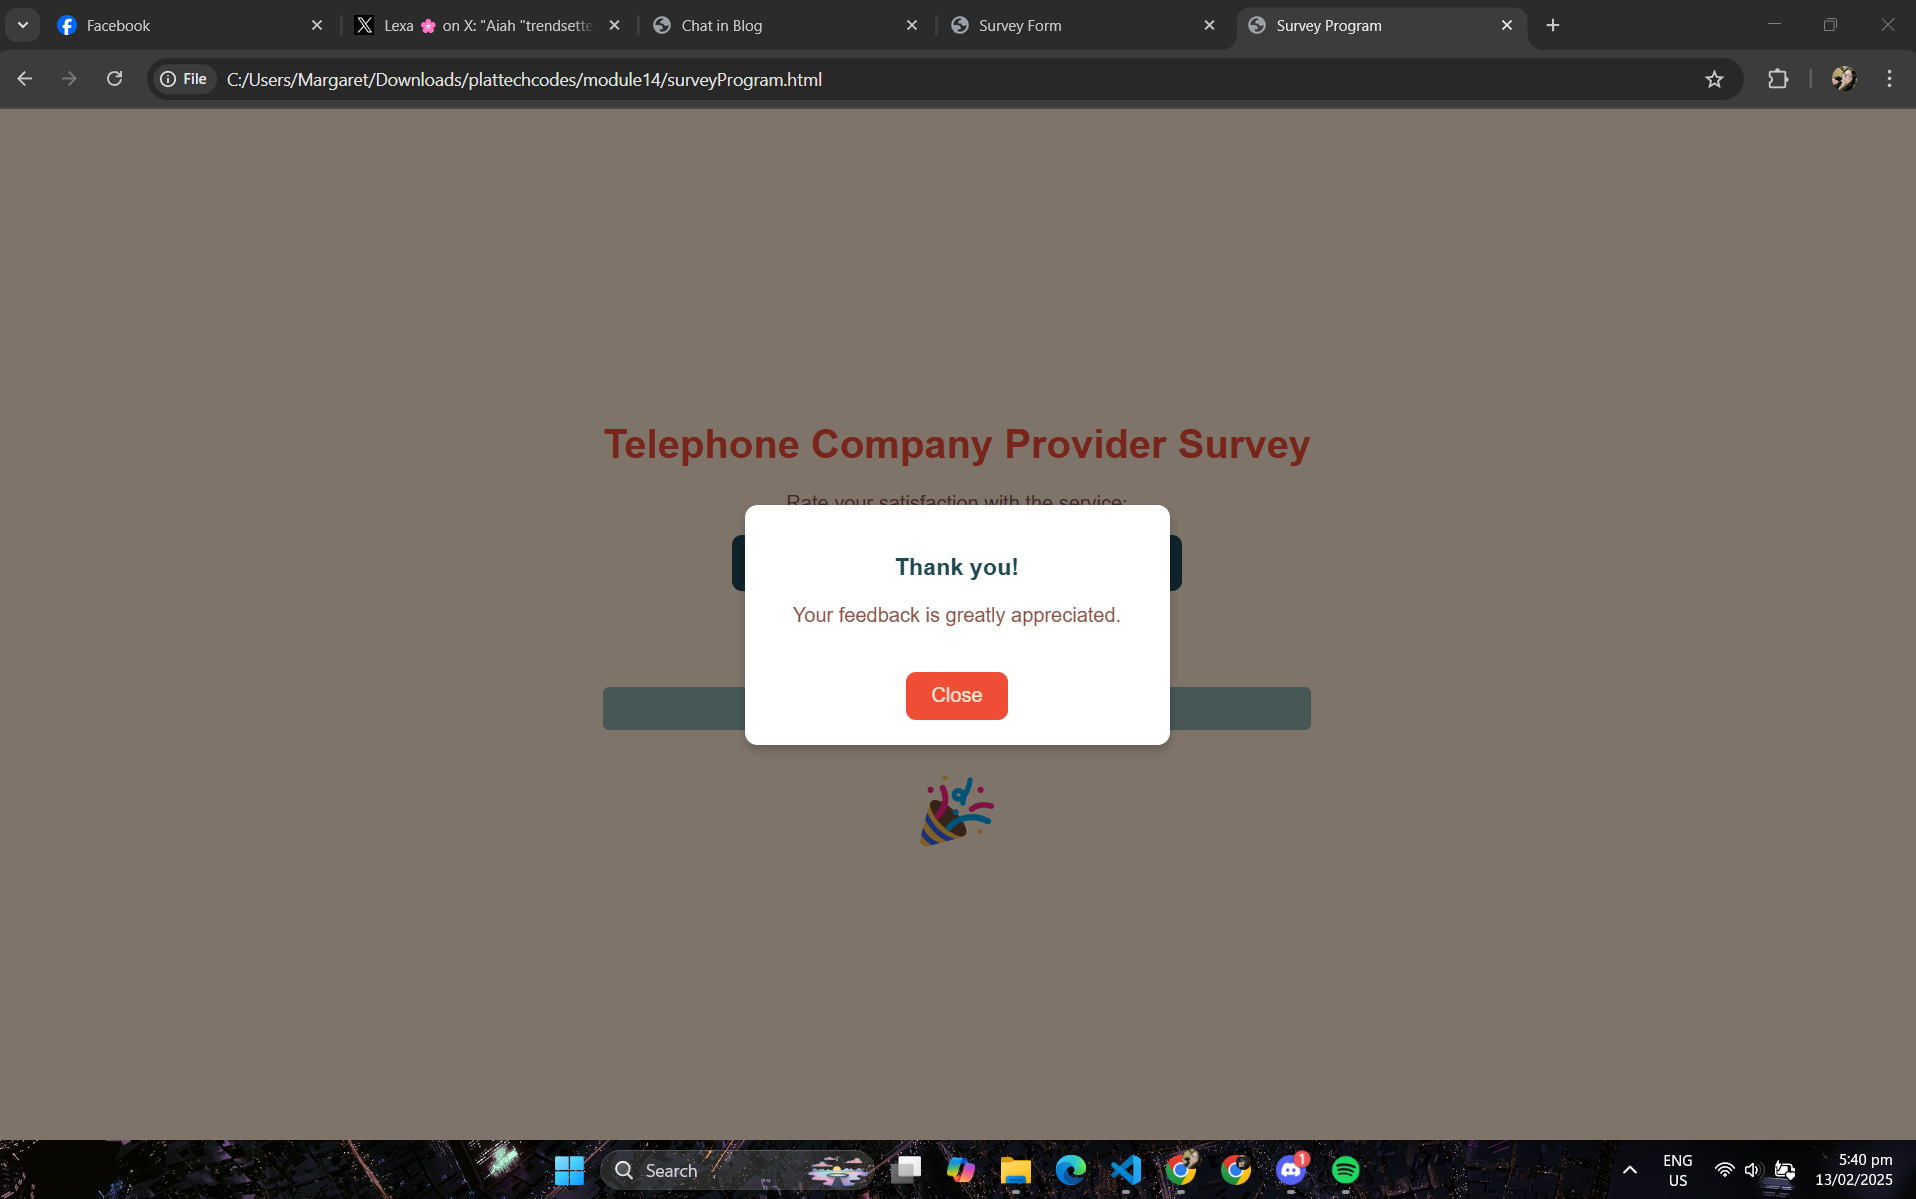 Facebook
Lexa 🌸 on X: "Aiah "trendsette
Chat in Blog
Survey Form
Survey Program
File
C:/Users/Margaret/Downloads/plattechcodes/module14/surveyProgram.html
Telephone Company Provider Survey
Rate your satisfaction with the service:
Thank you!
Your feedback is greatly appreciated.
Close
Search
1
ENG
US
5:40 pm
13/02/2025